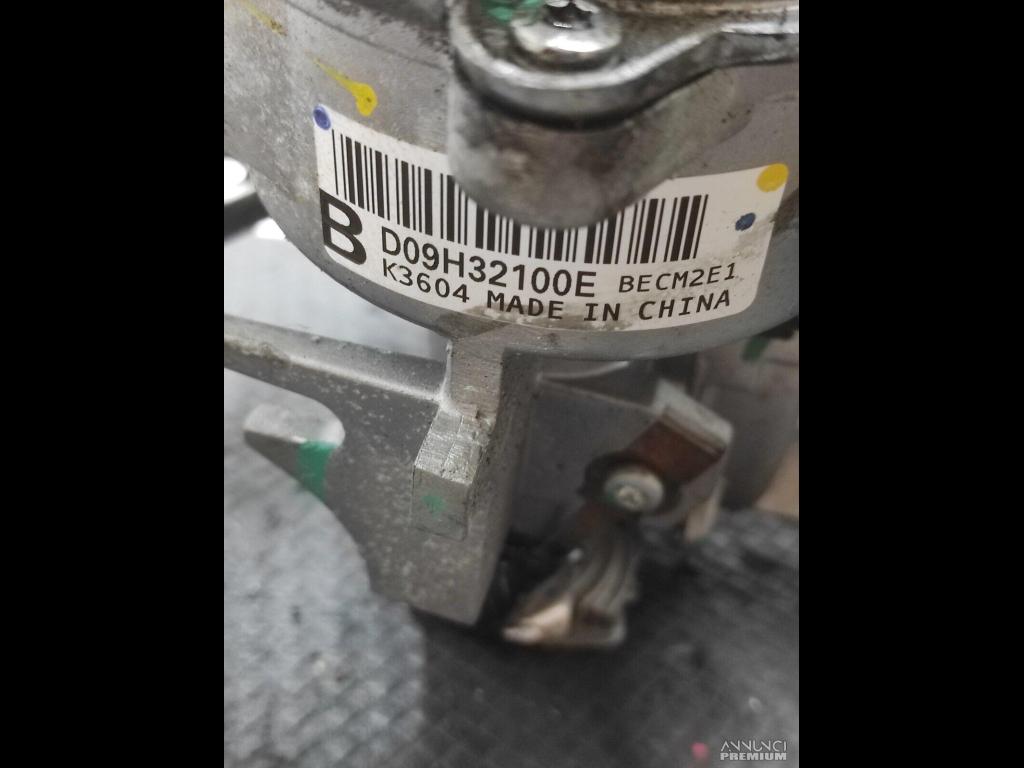 B
D09H32100E BECM2E1
K3604 MADE IN CHINA
ANNUNCI
PREMIUM